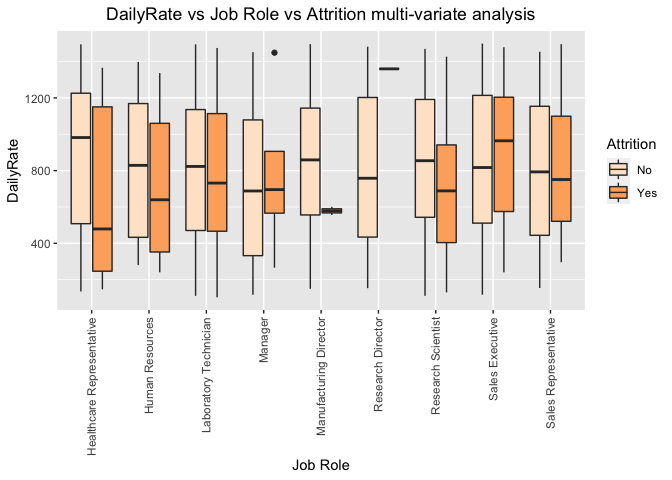 DailyRate vs Job Role vs Attrition multi-variate analysis
DailyRate
1200
800
400
Healthcare Representative
Human Resources
Laboratory Technician
Manager
Manufacturing Director
Research Director
Research Scientist
Sales Executive
Sales Representative
Job Role
Attrition
No
Yes